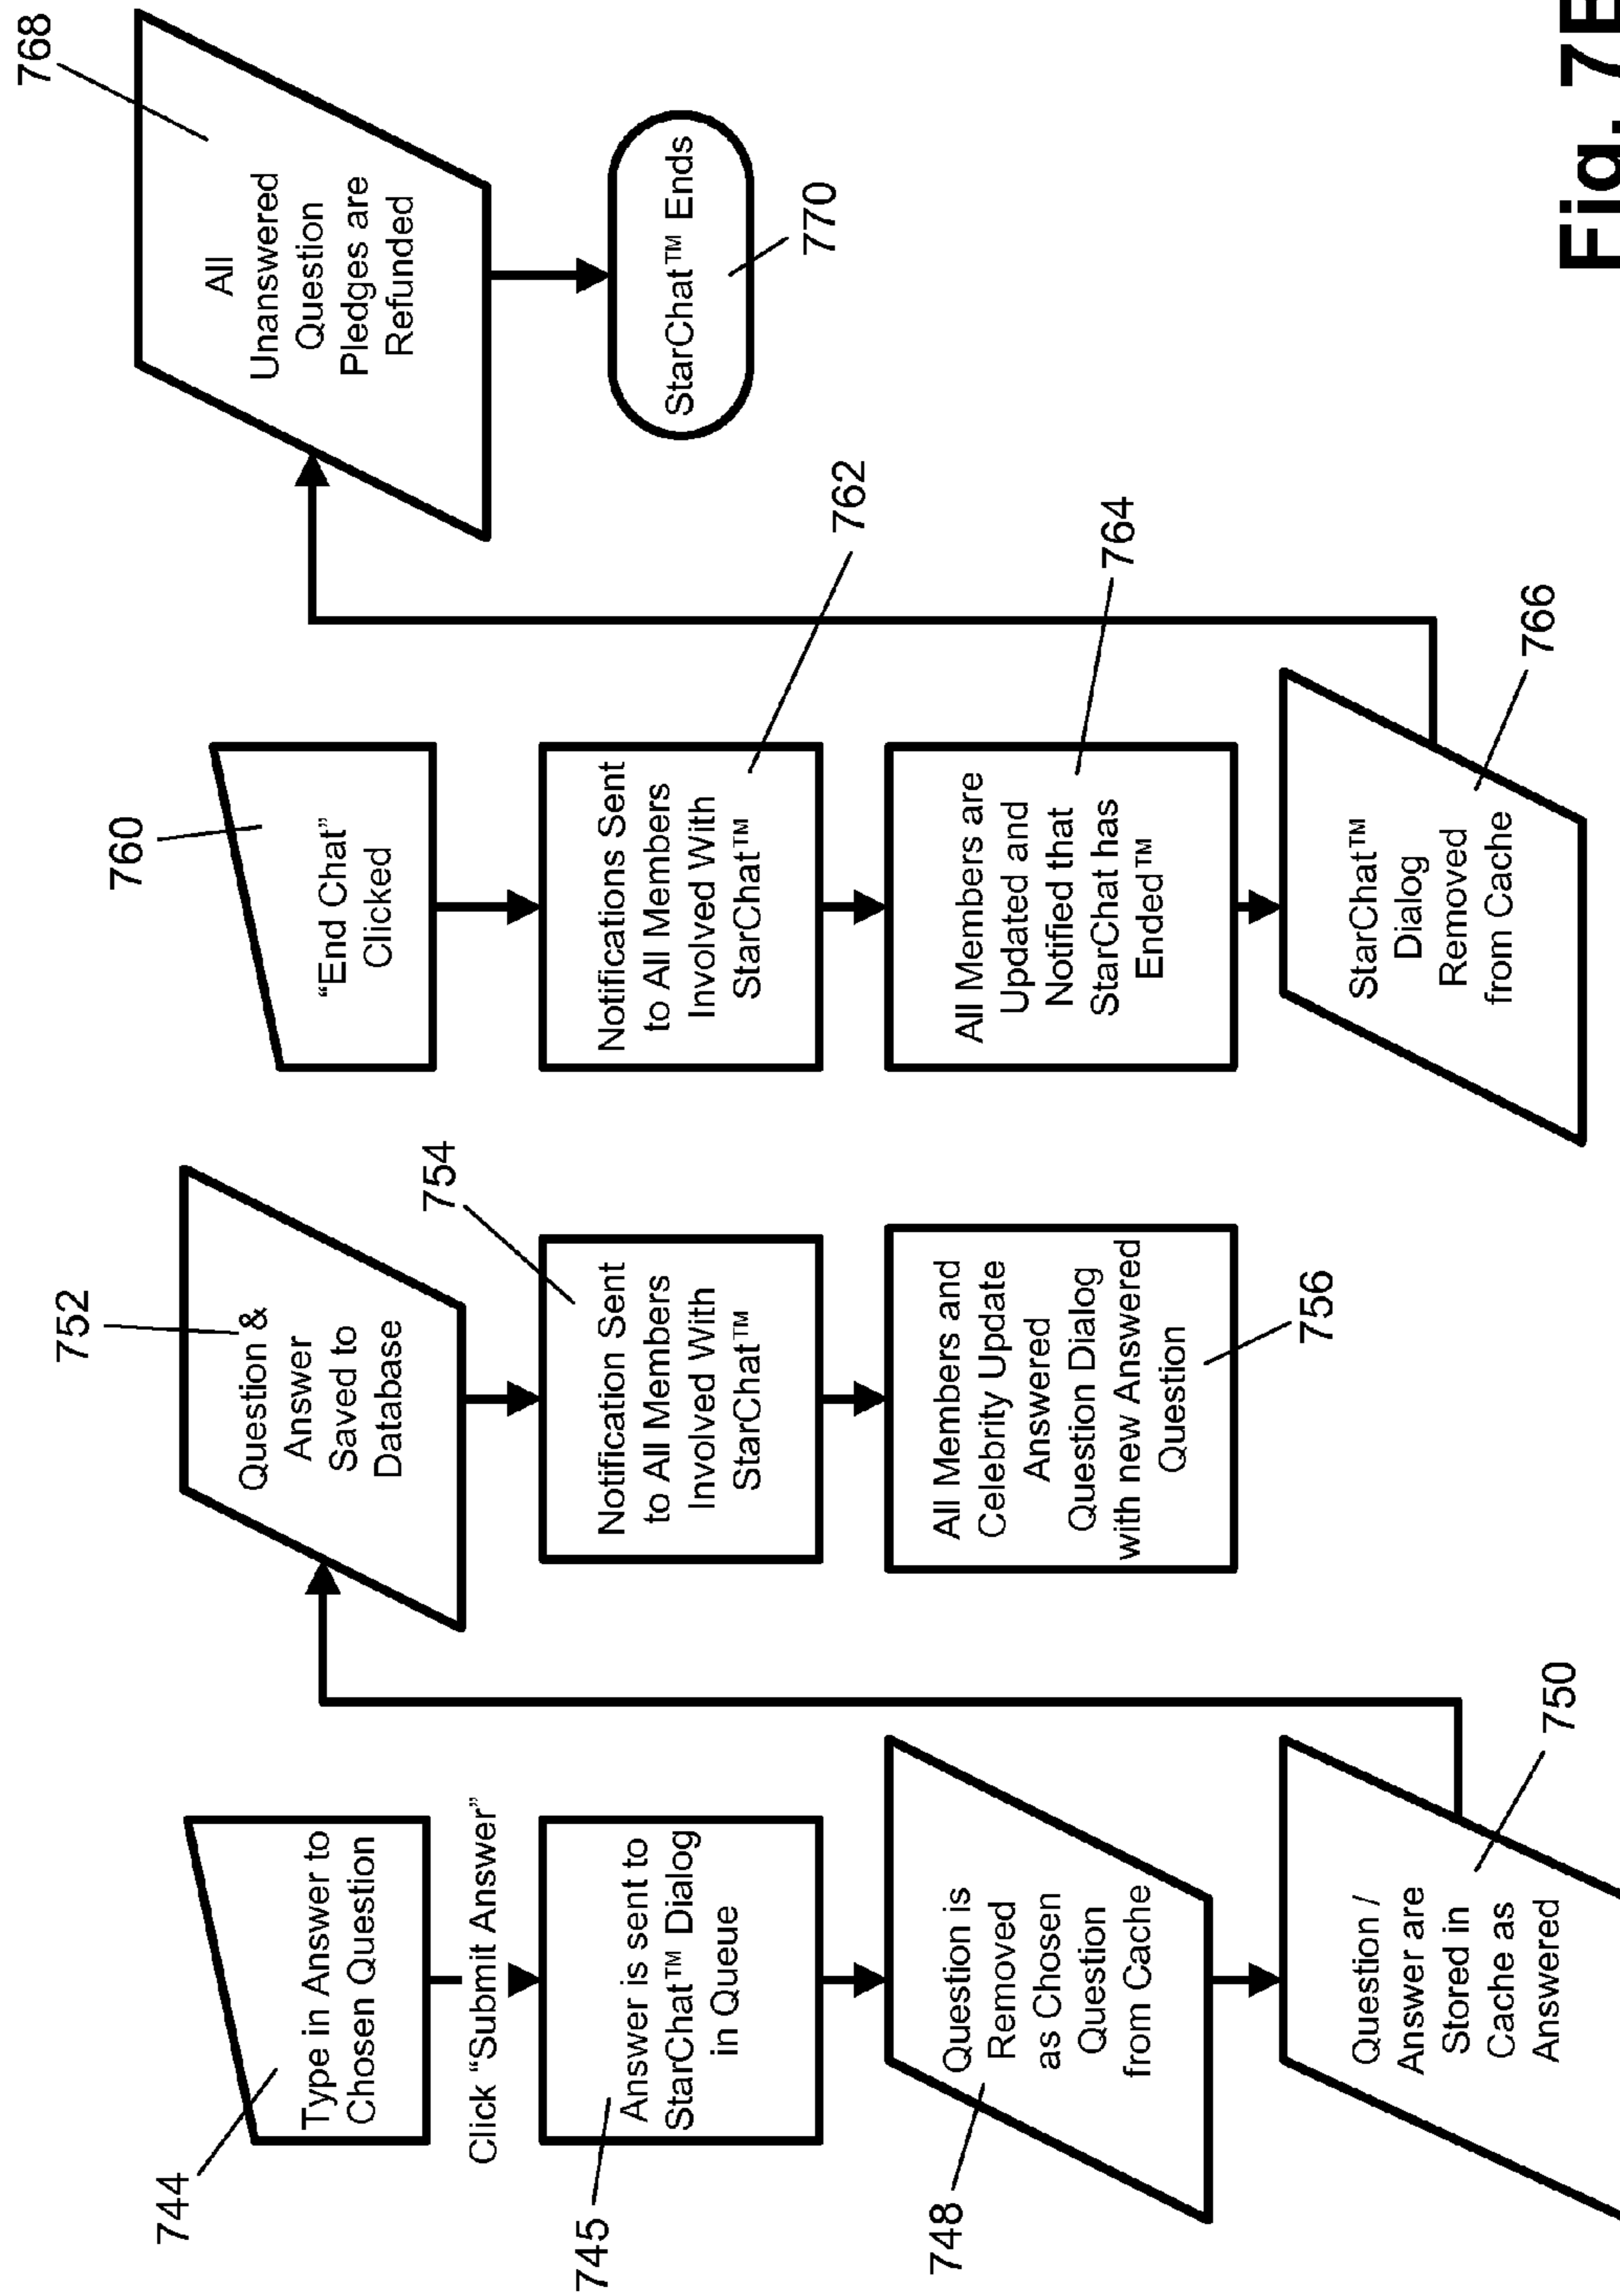 744
Type in Answer to
Chosen Question
Click “Submit Answer”
745
Answer is sent to
StarChat™ Dialog
in Queue
748
Question is
Removed
as Chosen
Question
from Cache
Question /
Answer are
Stored in
Cache as
Answered
750
752
Question &
Answer
Saved to
Database
754
Notification Sent
to All Members
Involved With
StarChat™
All Members and
Celebrity Update
Answered
Question Dialog
with new Answered
Question
756
760
“End Chat”
Clicked
Notifications Sent
to All Members
Involved With
StarChat™
762
All Members are
Updated and
Notified that
StarChat has
Ended™
764
StarChat™
Dialog
Removed
from Cache
766
768
All
Unanswered
Question
Pledges are
Refunded
StarChat™ Ends
770
Fig. 7B